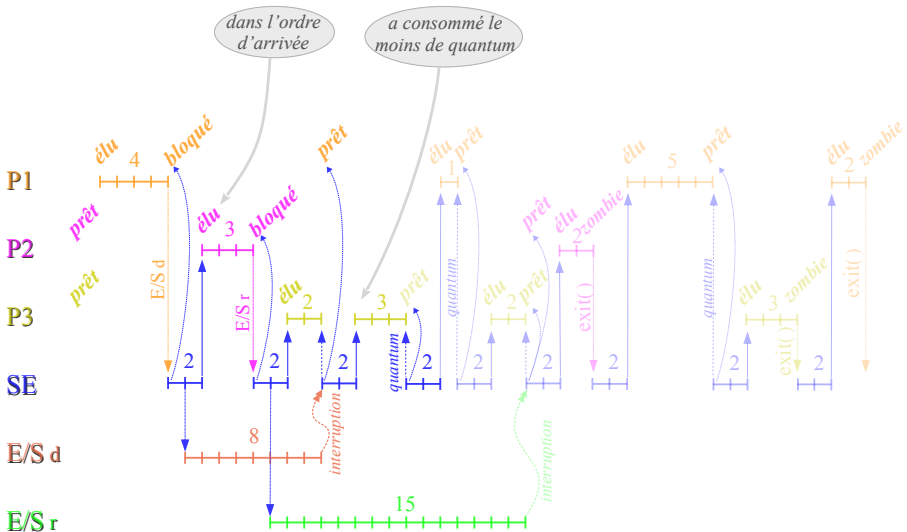 dans l'ordre
d'arrivée
a consommé le
moins de quantum
P1 élu 4 bloqué prêt élu 1 prêt élu 5 prêt élu 2 zombie
P2 prêt élu 3 bloqué prêt élu 2 zombie
E/S d
exit()
P3 prêt élu 2 3 prêt élu 2 prêt élu 3 zombie
E/S r
quantum
quantum
exit()
quantum
exit()
SE 2 2 2 2 2 2 2 2 2
E/S d 8 interruption
interruption
E/S r 15